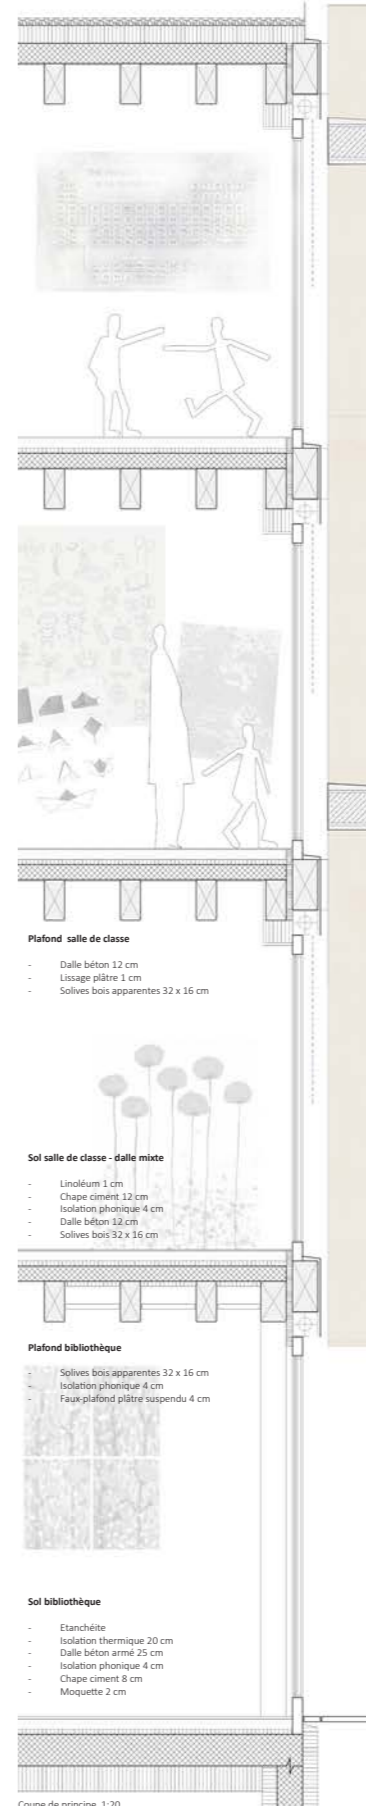 Plafond salle de classe
- Dalle béton 12 cm
- Lissage plâtre 1 cm
- Solives bois apparentes 32 x 16 cm
Sol salle de classe - dalle mixte
- Linoléum 1 cm
- Chape ciment 12 cm
- Isolation phonique 4 cm
- Dalle béton 12 cm
- Solives bois 32 x 16 cm
Plafond bibliothèque
- Solives bois apparentes 32 x 16 cm
- Isolation phonique 4 cm
- Faux-plafond plâtre suspendu 4 cm
Sol bibliothèque
- Etanchéite
- Isolation thermique 20 cm
- Dalle béton armé 25 cm
- Isolation phonique 4 cm
- Chape ciment 8 cm
- Moquette 2 cm
Coupe de principe 1:20